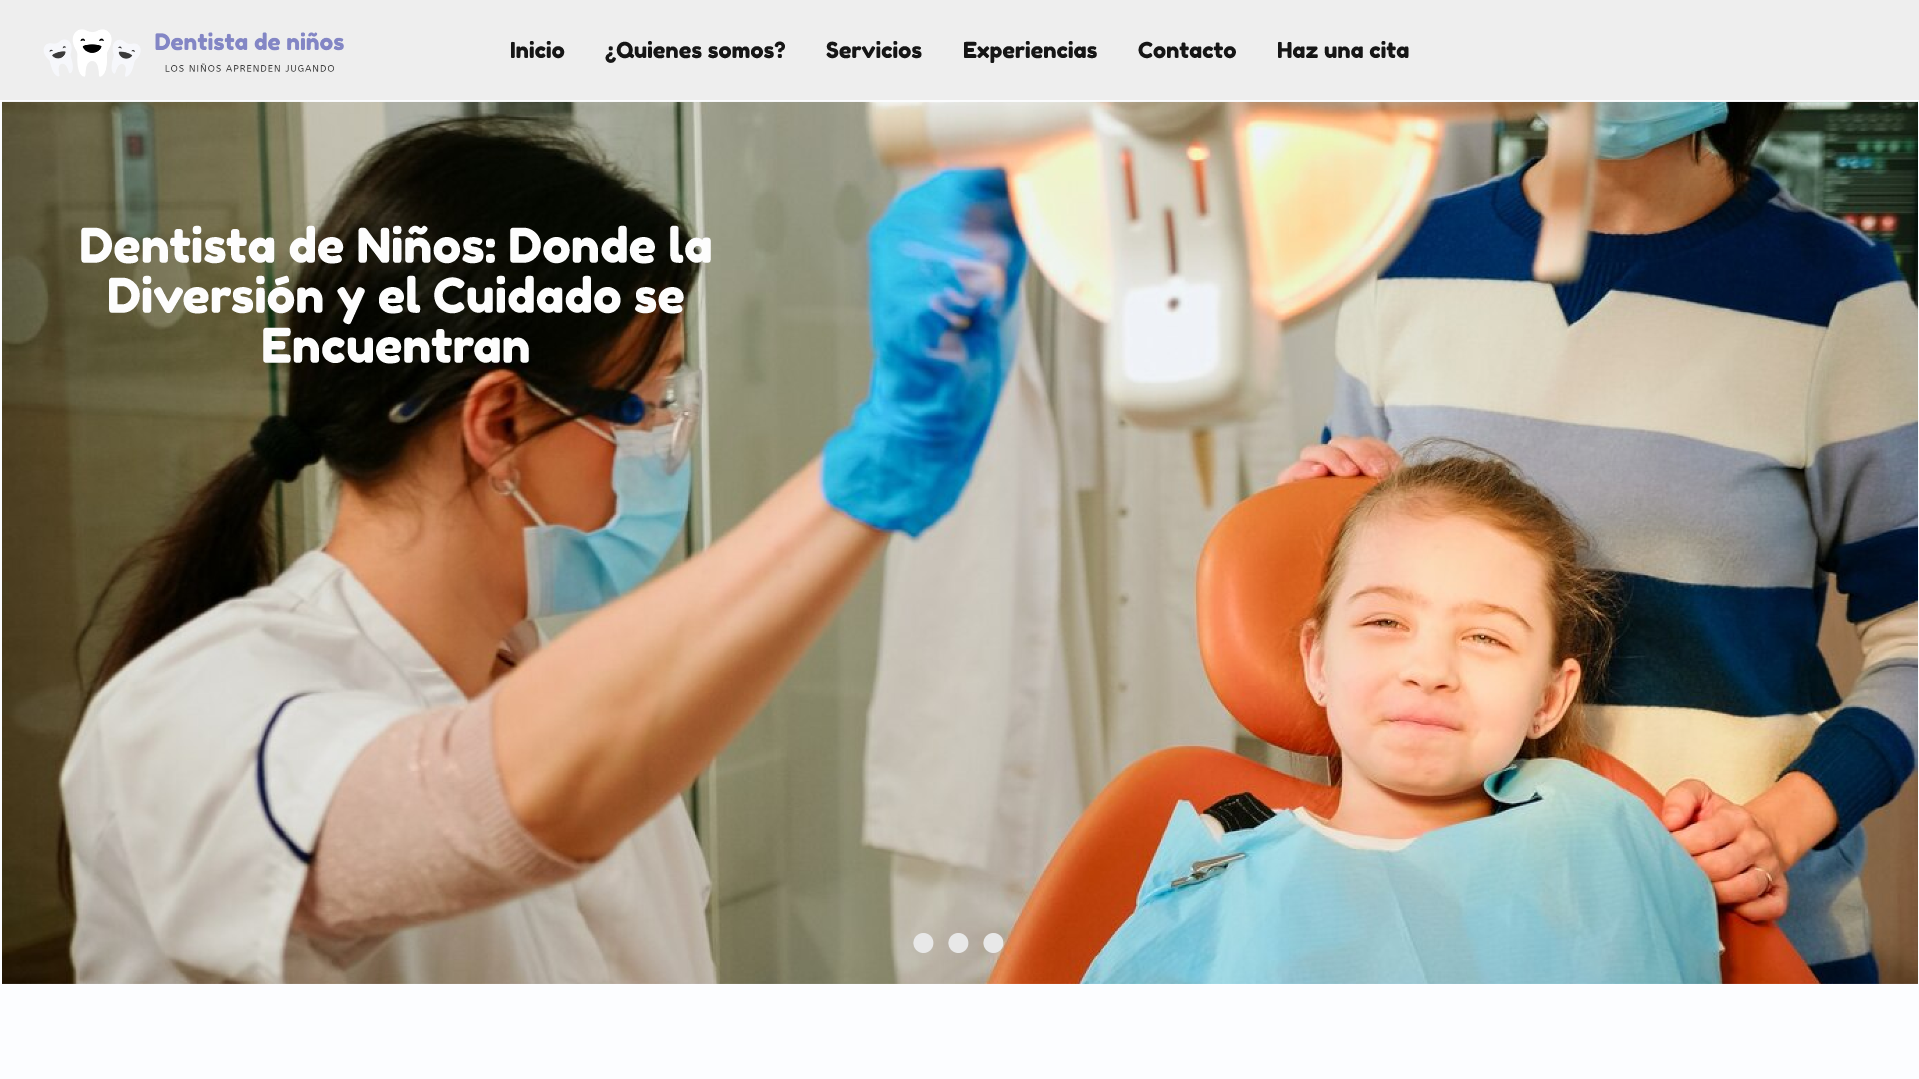 Dentista de niños
LOS NIÑOS APRENDEN JUGANDO
Inicio
¿Quienes somos?
Servicios
Experiencias
Contacto
Haz una cita
Dentista de Niños: Donde la
Diversión y el Cuidado se
Encuentran